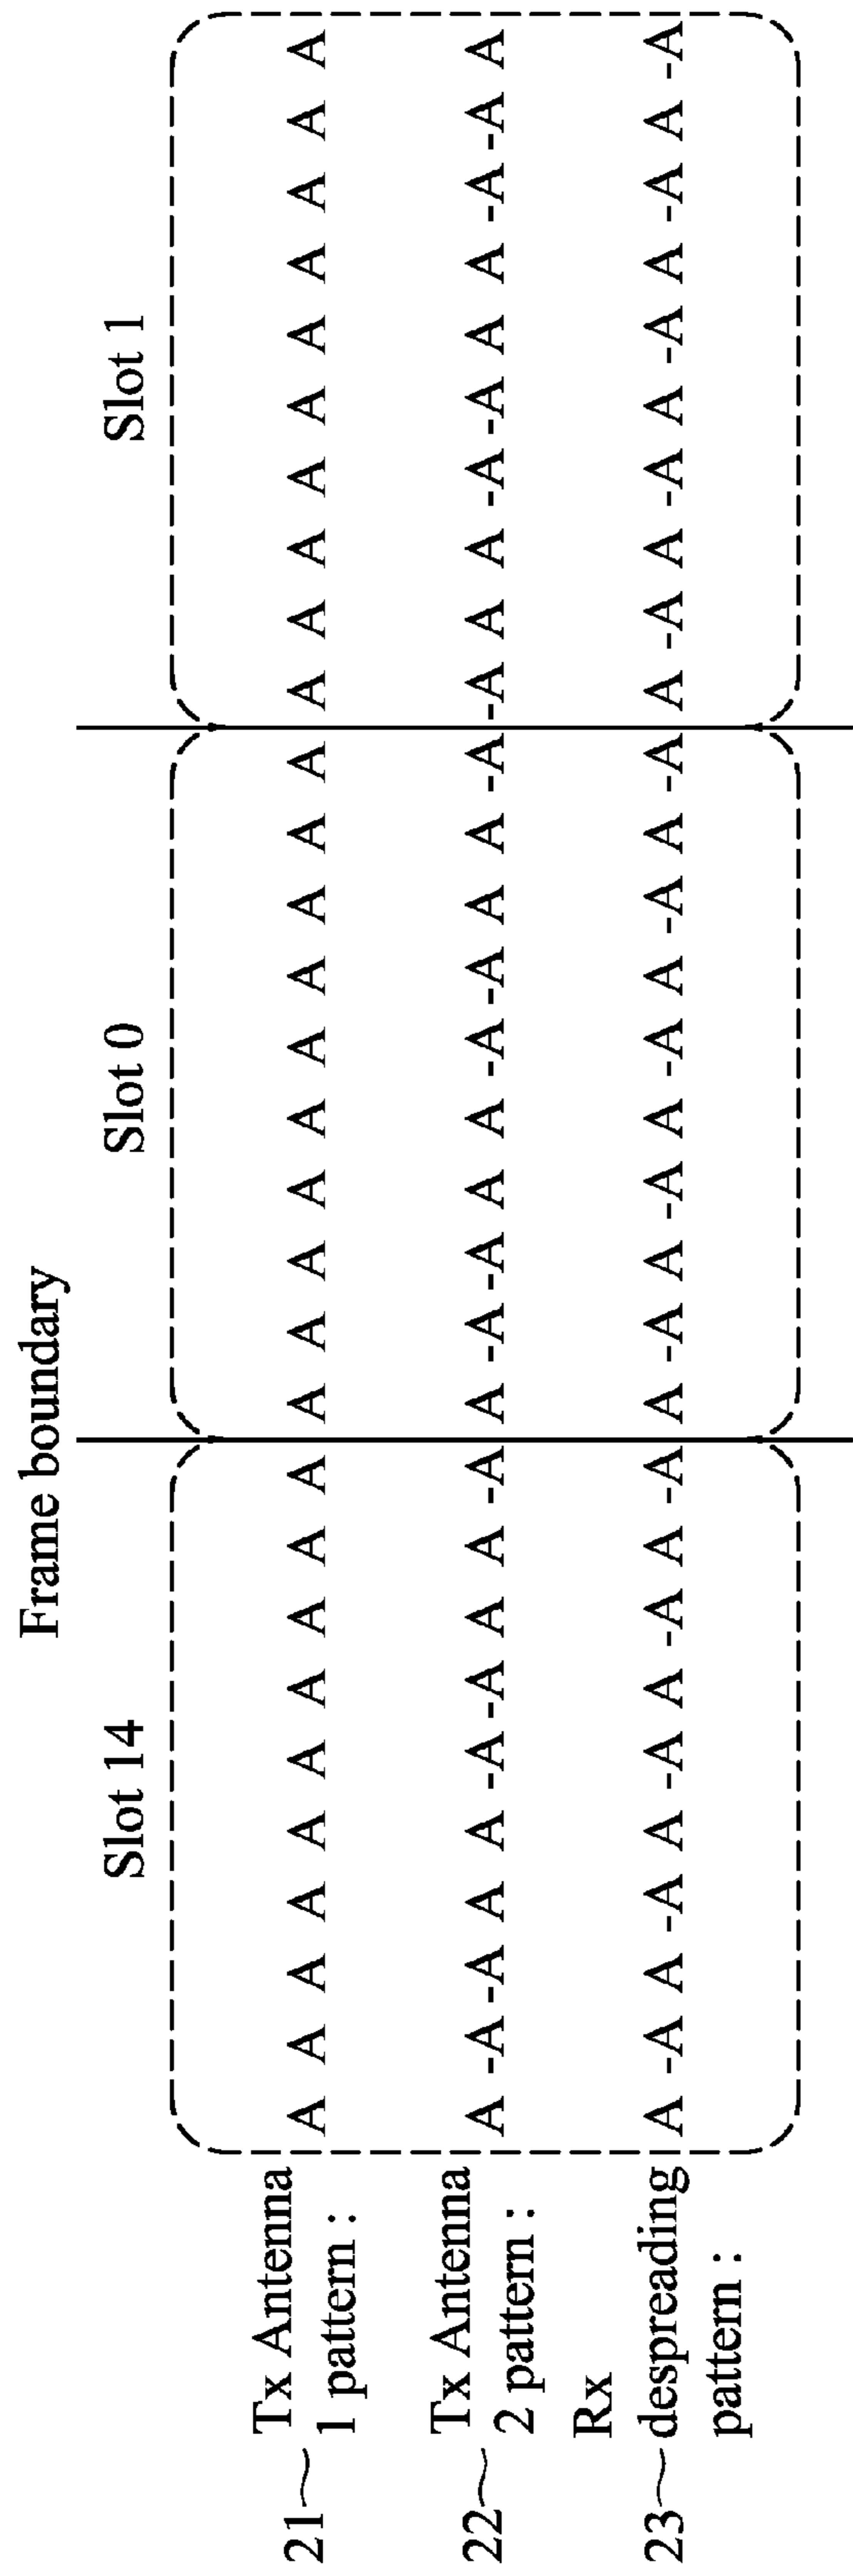 Frame boundary
Slot 14
Slot 0
Slot 1
21 Tx Antenna
1 pattern :
A A A A A A A A A A A A A A A A A A A A A A A A A A A A A A
22 Tx Antenna
2 pattern :
A -A -A A A -A -A A A -A A -A -A A A -A -A A A -A -A A A -A -A A A -A -A A
Rx
23 despreading
pattern :
A -A A -A A -A A -A A -A A -A A -A A -A A -A A -A A -A A -A A -A A -A A -A